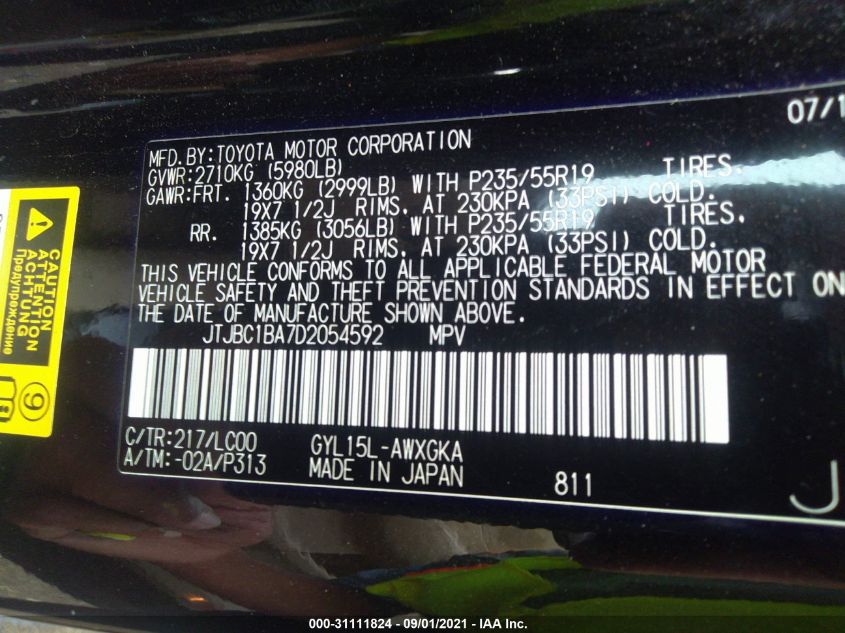 07/1
MFD.BY:TOYOTA MOTOR CORPORATION
GVWR:2710KG (5980LB)
GAWR:FRT. 1360KG (2999LB) WITH P235/55R19 TIRES.
19X7 1/2J RIMS, AT 230KPA (33PSI) COLD.
RR. 1385KG (3056LB) WITH P235/55R19 TIRES.
19X7 1/2J RIMS, AT 230KPA (33PSI) COLD.
THIS VEHICLE CONFORMS TO ALL APPLICABLE FEDERAL MOTOR
VEHICLE SAFETY AND THEFT PREVENTION STANDARDS IN EFFECT ON
THE DATE OF MANUFACTURE SHOWN ABOVE.
JTJBC1BA7D2054592 MPV
C/TR:217/LC00 GYL15L-AWXGKA
A/TM:-02A/P313 MADE IN JAPAN
811
J
CAUTION
ATTENTION
ACHTUNG
Предупреждение
9
000-31111824 - 09/01/2021 - IAA Inc.